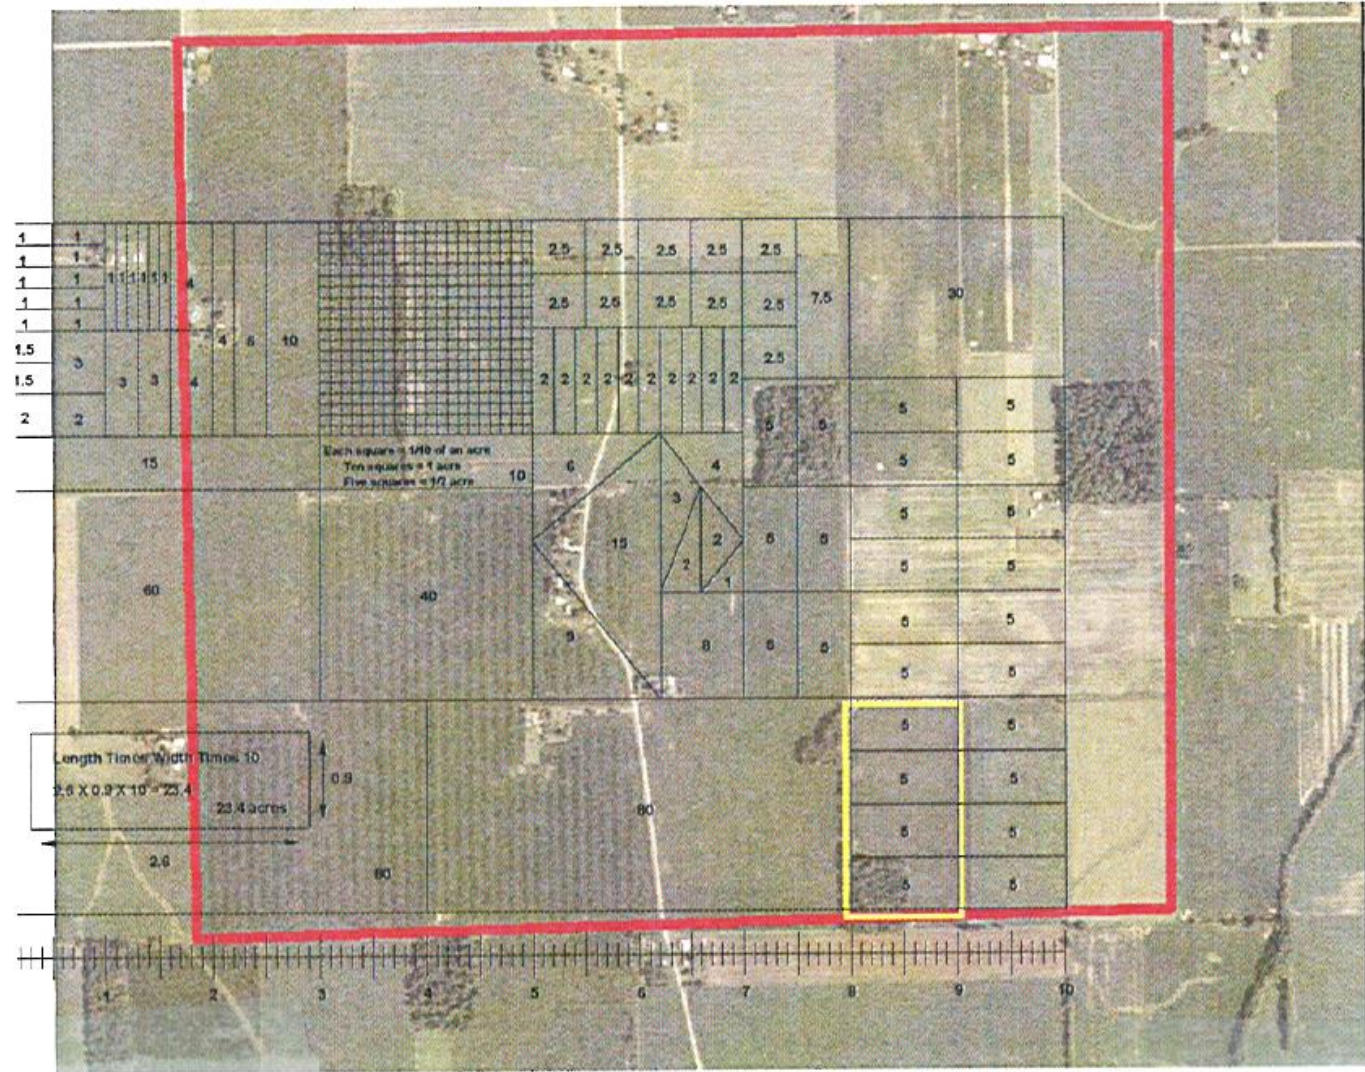 1 1 2.5 2.5 2.5 2.5 2.5
1 1
1 1 1 1 1 1 1 1 4 30
1 1 2.5 2.5 2.5 2.5 2.5 7.5
1 1
1.5 4 6 10
3 2.5
1.5 3 3 4 2 2 2 2 2 2 2 2 2 2
2 2 5 5
5 5
15 Each square = 1/10 of an acre 6 4 5 5
Ten squares = 1 acre 10
Five squares = 1/2 acre
3 5 5
15 2 5 5
2 1 5 5
60 40
9 8 5 5 5 5
5 5
5 5
Length Times Width Times 10 0.9 5 5
2.6 X 0.9 X 10 = 23.4
23.4 acres 80 5 5
2.6
80 5 5
1 2 3 4 5 6 7 8 9 10